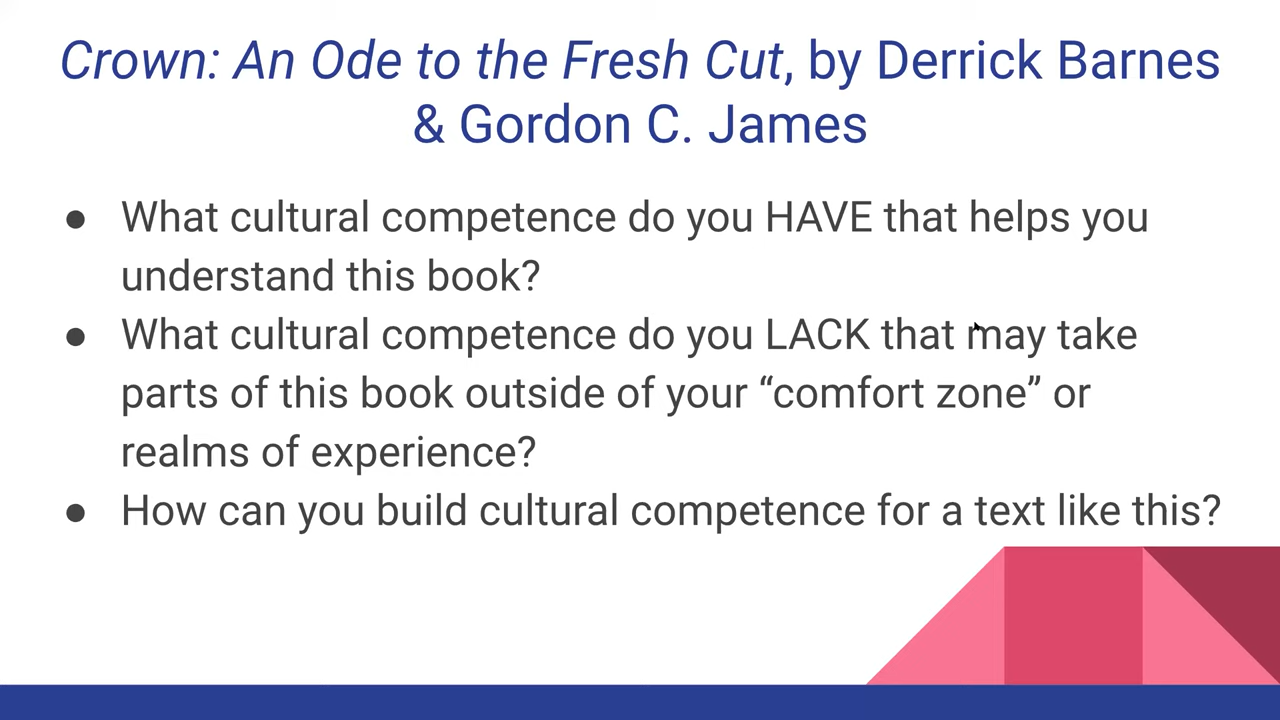 Crown: An Ode to the Fresh Cut, by Derrick Barnes
& Gordon C. James
● What cultural competence do you HAVE that helps you
understand this book?
● What cultural competence do you LACK that may take
parts of this book outside of your “comfort zone” or
realms of experience?
● How can you build cultural competence for a text like this?